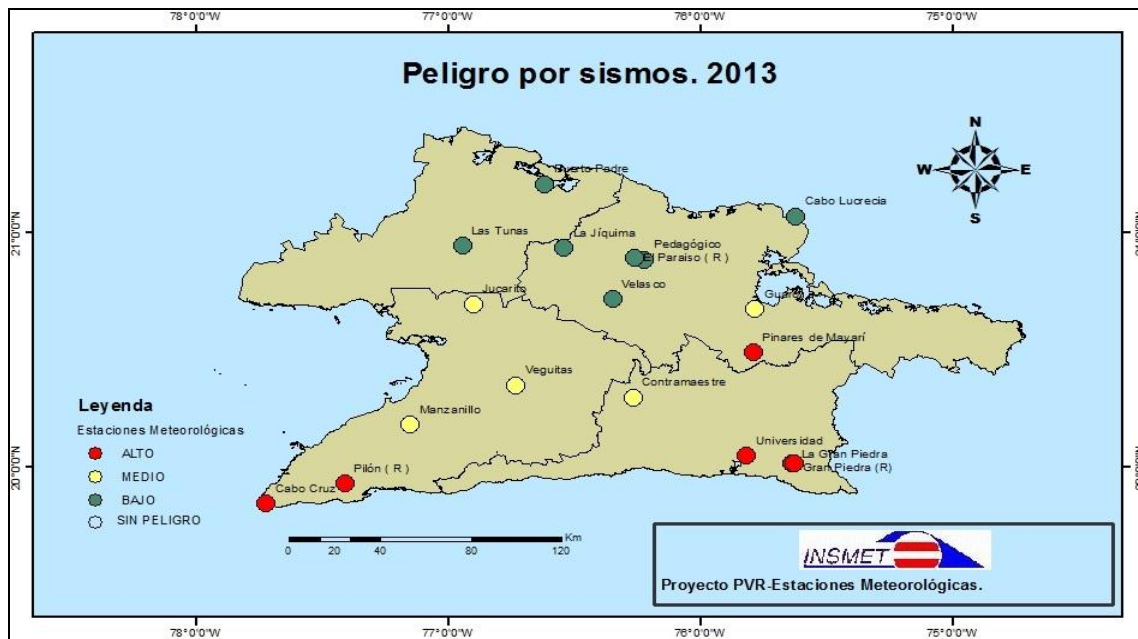 78°0'0"W 77°0'0"W 76°0'0"W 75°0'0"W
Peligro por sismos. 2013
N
W E
S
Puerto Padre
Cabo Lucrecia
21°0'0"N
Las Tunas
La Jíquima
Pedagógico
El Paraiso ( R )
Velasco
Jucarito
Pinares de Mayarí
Veguitas
Contramaestre
Manzanillo
Leyenda
Estaciones Meteorológicas
ALTO
MEDIO
BAJO
SIN PELIGRO
Universidad
La Gran Piedra
Gran Piedra (R)
20°0'0"N
Pilón ( R )
Cabo Cruz
Km
0 20 40 80 120
INSMET
Proyecto PVR-Estaciones Meteorológicas.
78°0'0"W 77°0'0"W 76°0'0"W 75°0'0"W